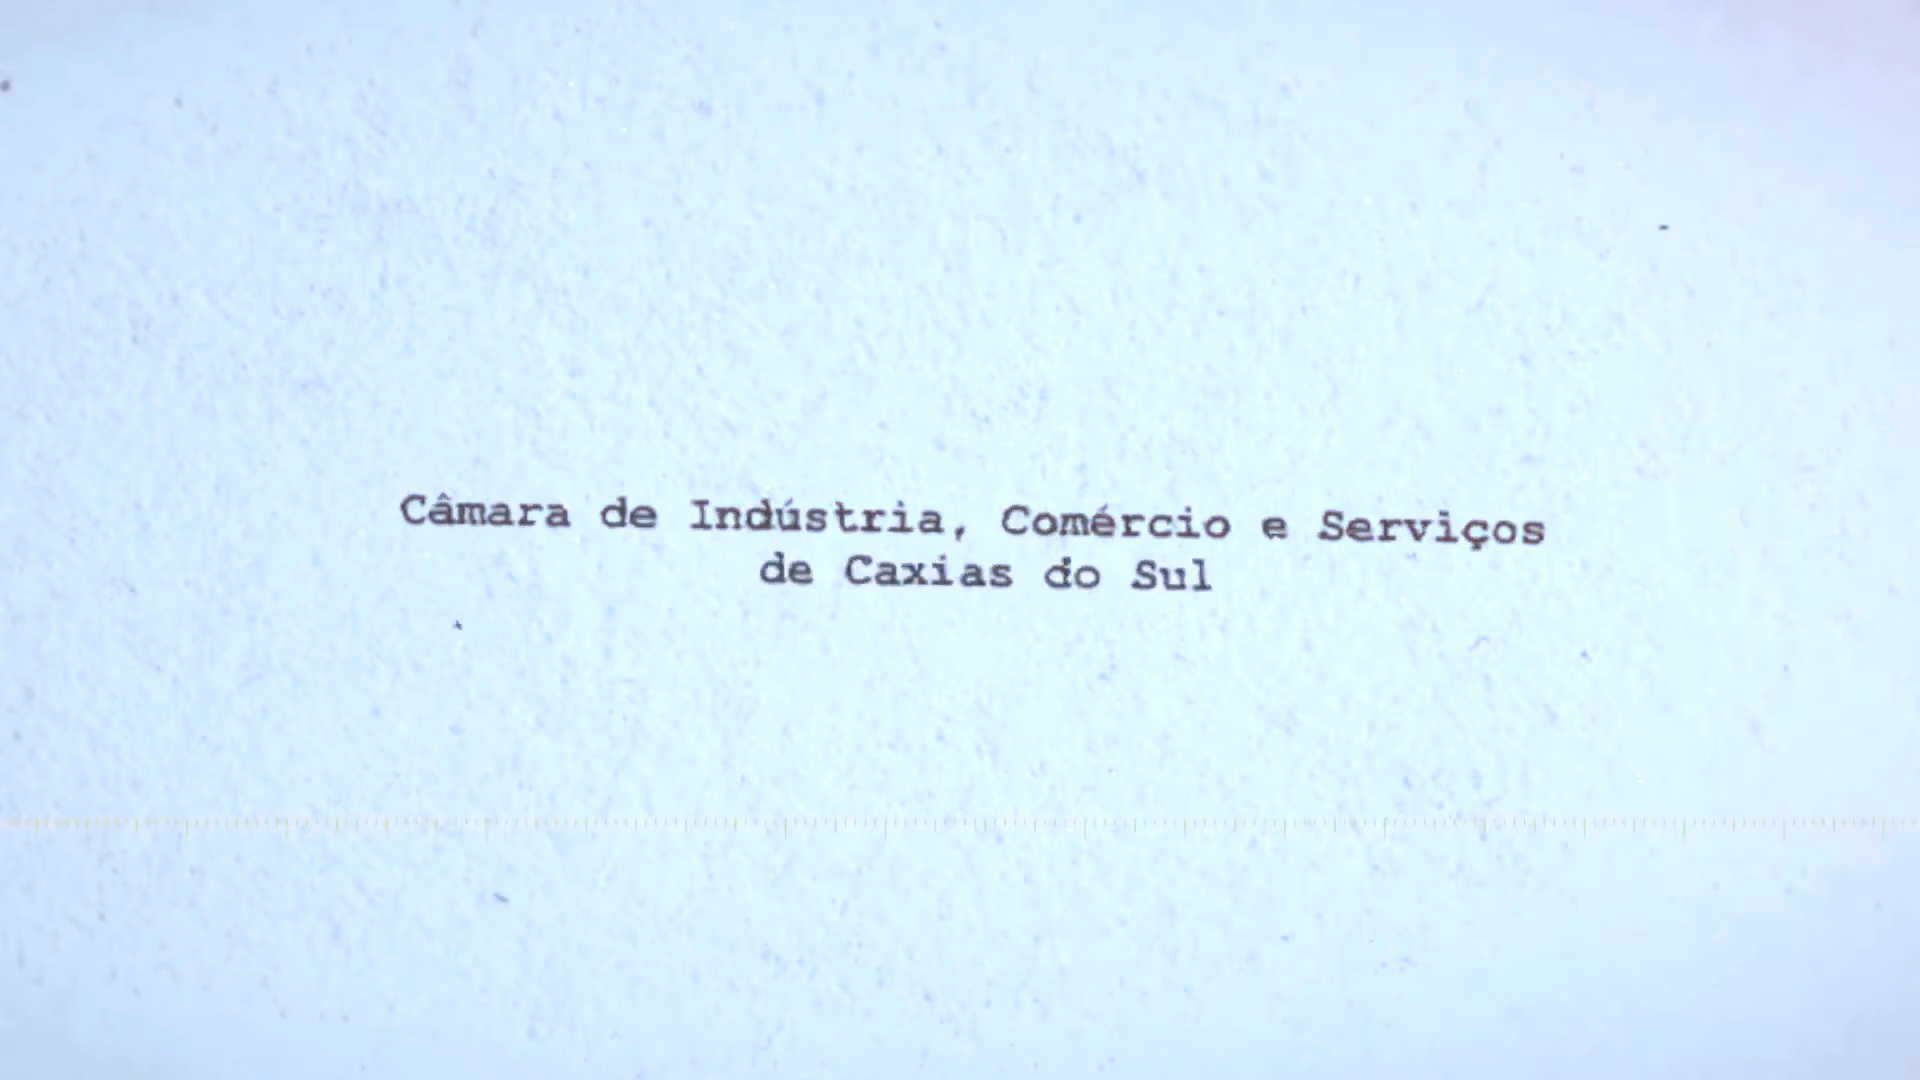 Câmara de Indústria, Comércio e Serviços
de Caxias do Sul